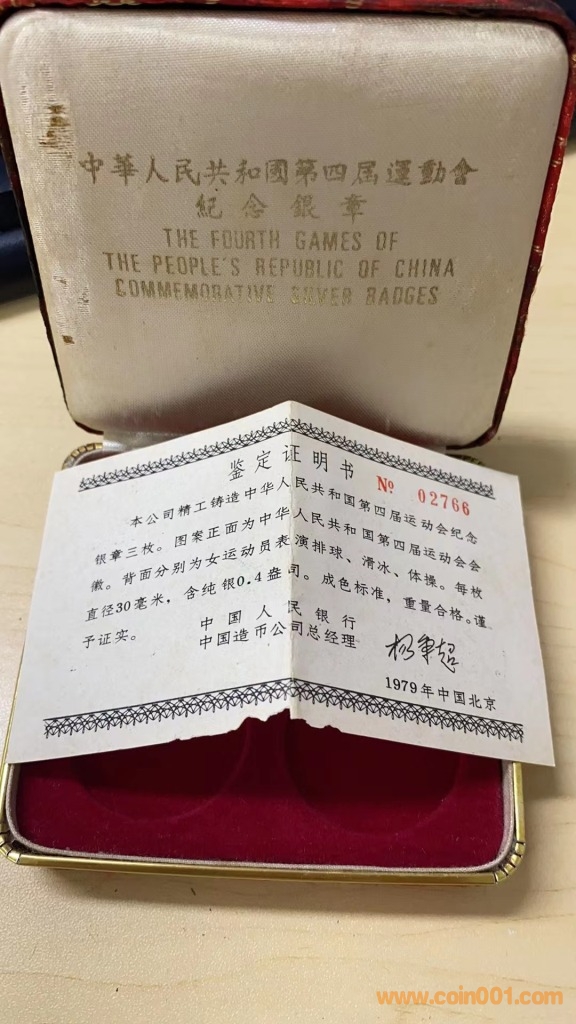 中華人民共和國第四屆運動會
紀念銀章
THE FOURTH GAMES OF
THE PEOPLE'S REPUBLIC OF CHINA
COMMEMORATIVE SILVER BADGES
鉴定证明书
№ 02766
本公司精工铸造中华人民共和国第四届运动会纪念
银章三枚。图案正面为中华人民共和国第四届运动会会
徽。背面分别为女运动员表演排球、滑冰、体操。每枚
直径30毫米，含纯银0.4盎司。成色标准，重量合格。谨
予证实。
中国人民银行
中国造币公司总经理
1979年中国北京
www.coin001.com